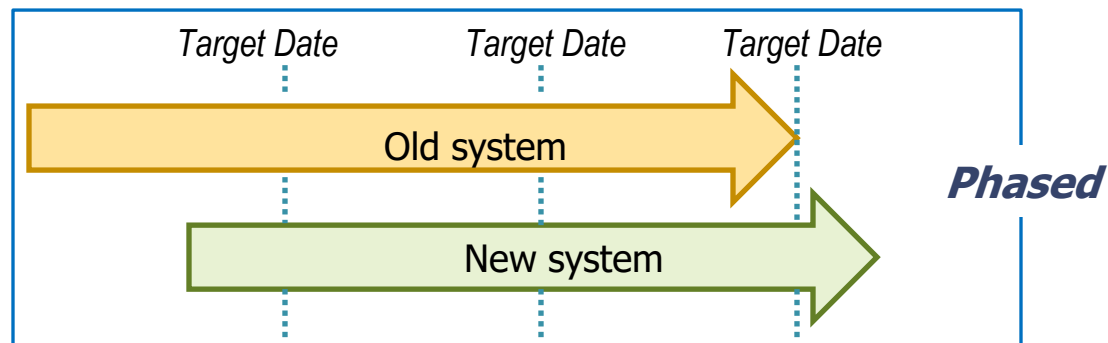 Target Date Target Date Target Date
Old system
Phased
New system